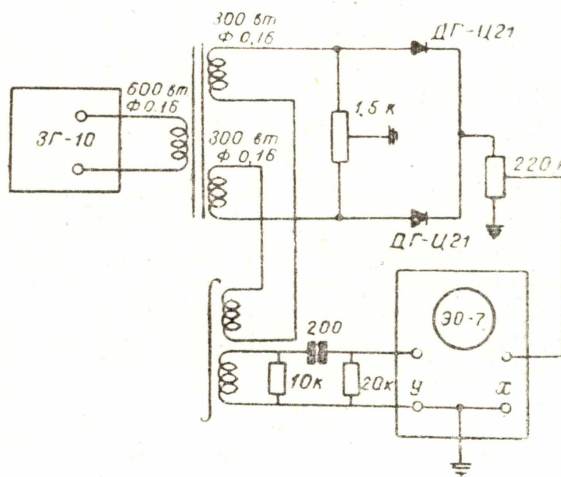 300 вт
Ф 0,16
ДГ-Ц21
600 вт
Ф 0.16
ЗГ-10
1,5 к
300 вт
Ф 0,16
220 к
ДГ-Ц21
ЭО-7
200
10к
20к
У
Х